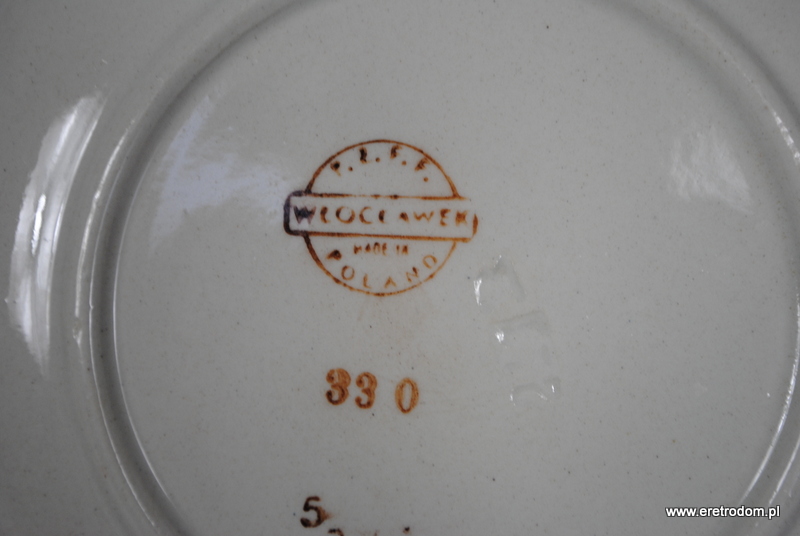 P.Z.F.F.
WŁOCŁAWEK
MADE IN
POLAND
330
5
www.eretrodom.pl